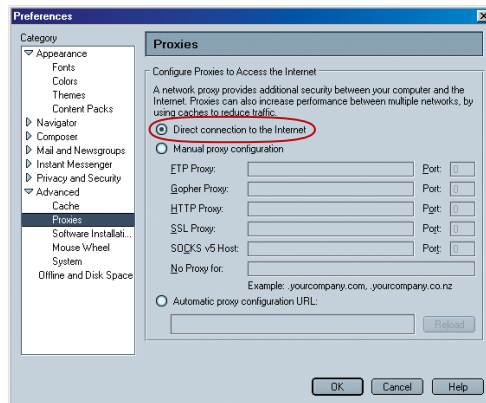 Preferences
Category
Appearance
Fonts
Colors
Themes
Content Packs
Navigator
Composer
Mail and Newsgroups
Instant Messenger
Privacy and Security
Advanced
Cache
Proxies
Software Installati...
Mouse Wheel
System
Offline and Disk Space
Proxies
Configure Proxies to Access the Internet
A network proxy provides additional security between your computer and the
Internet. Proxies can also increase performance between multiple networks, by
using caches to reduce traffic.
Direct connection to the Internet
Manual proxy configuration
FTP Proxy: Port: 0
Gopher Proxy: Port: 0
HTTP Proxy: Port: 0
SSL Proxy: Port: 0
SOCKS v5 Host: Port: 0
No Proxy for:
Example: .yourcompany.com, .yourcompany.co.nz
Automatic proxy configuration URL:
Reload
OK Cancel Help